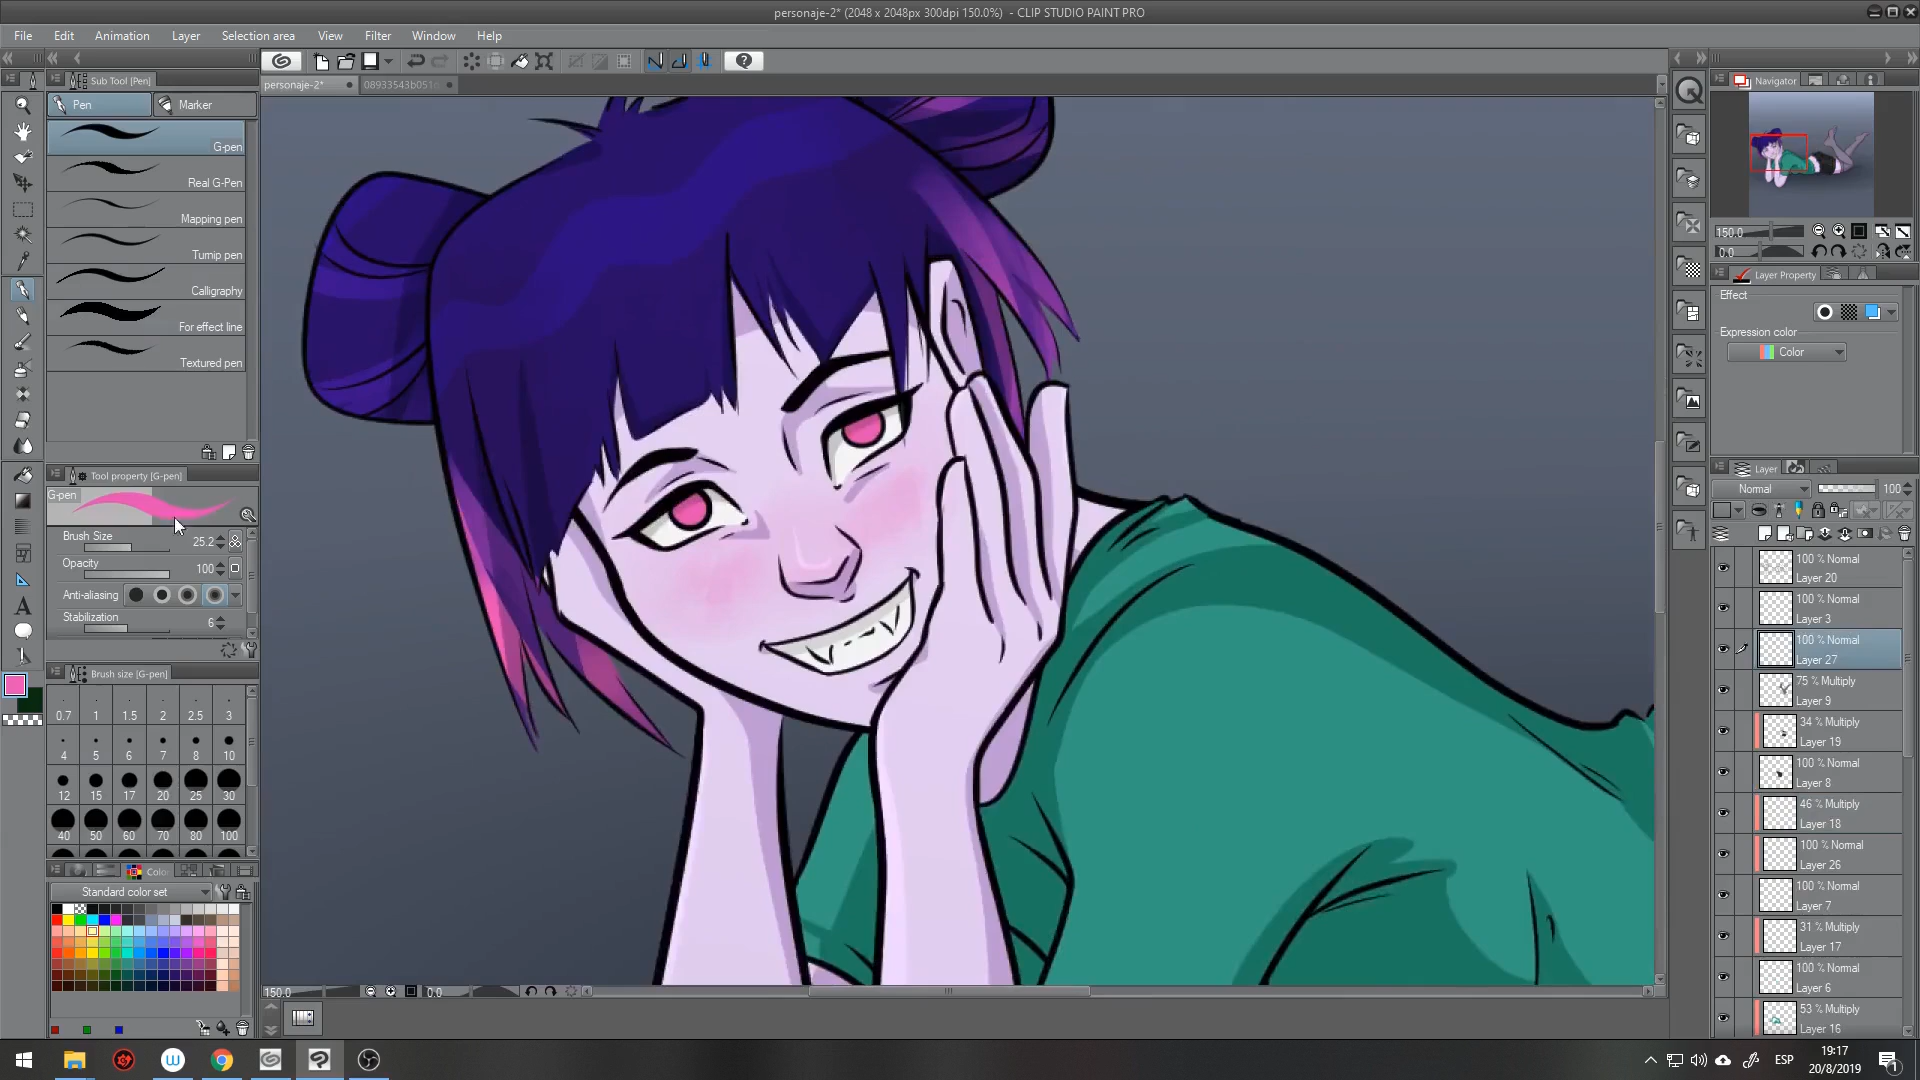 personaje-2* (2048 x 2048px 300dpi 150.0%) - CLIP STUDIO PAINT PRO
File Edit Animation Layer Selection area View Filter Window Help
Sub Tool [Pen]
Pen Marker
G-pen
Real G-Pen
Mapping pen
Turnip pen
Calligraphy
For effect line
Textured pen
Tool property [G-pen]
G-pen
Brush Size 25.2
Opacity 100
Anti-aliasing
Stabilization 6
Brush size [G-pen]
0.7 1 1.5 2 2.5 3
4 5 6 7 8 10
12 15 17 20 25 30
40 50 60 70 80 100
Color
Standard color set
personaje-2*
150.0 0.0
Navigator
150.0
0.0
Layer Property
Effect
Expression color
Color
Layer
Normal 100
100 % Normal
Layer 20
100 % Normal
Layer 3
100 % Normal
Layer 27
75 % Multiply
Layer 9
34 % Multiply
Layer 19
100 % Normal
Layer 8
46 % Multiply
Layer 18
100 % Normal
Layer 26
100 % Normal
Layer 7
31 % Multiply
Layer 17
100 % Normal
Layer 6
53 % Multiply
Layer 16
ESP
19:17
20/8/2019
1